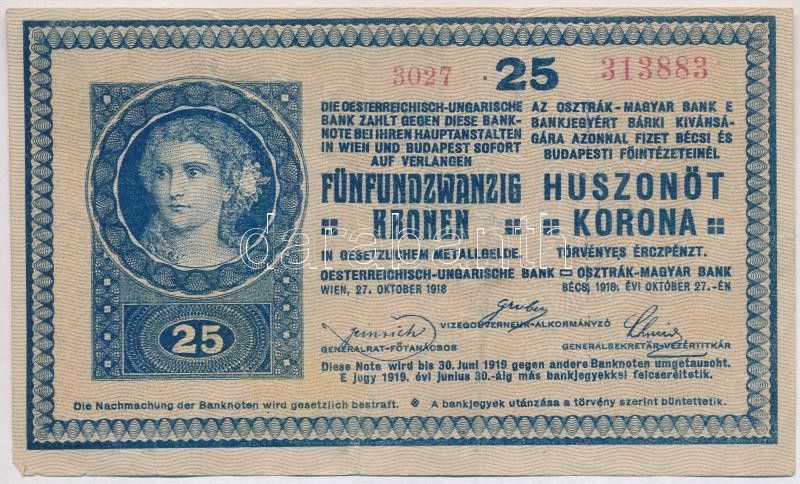 3027 · 25 313883
DIE OESTERREICHISCH-UNGARISCHE
BANK ZAHLT GEGEN DIESE BANK-
NOTE BEI IHREN HAUPTANSTALTEN
IN WIEN UND BUDAPEST SOFORT
AUF VERLANGEN
FÜNFUNDZWANZIG
KRONEN
IN GESETZLICHEM METALLGELDE.
OESTERREICHISCH-UNGARISCHE BANK
WIEN, 27. OKTOBER 1918
AZ OSZTRÁK-MAGYAR BANK E
BANKJEGYÉRT BÁRKI KIVÁNSÁ-
GÁRA AZONNAL FIZET BÉCSI ÉS
BUDAPESTI FŐINTÉZETEINÉL
HUSZONÖT
KORONA
TÖRVÉNYES ÉRCZPÉNZT.
OSZTRÁK-MAGYAR BANK
BÉCS, 1918. ÉVI OKTÓBER 27.-ÉN
darabanth
25
Gruber
VIZEGOUVERNEUR-ALKORMÁNYZÓ
GENERALRAT-FŐTANÁCSOS
GENERALSEKRETÄR-VEZÉRTITKÁR
Diese Note wird bis 30. Juni 1919 gegen andere Banknoten umgetauscht.
E jegy 1919. évi junius 30.-áig más bankjegyekkel felcseréltetik.
Die Nachmachung der Banknoten wird gesetzlich bestraft. A bankjegyek utánzása a törvény szerint büntettetik.